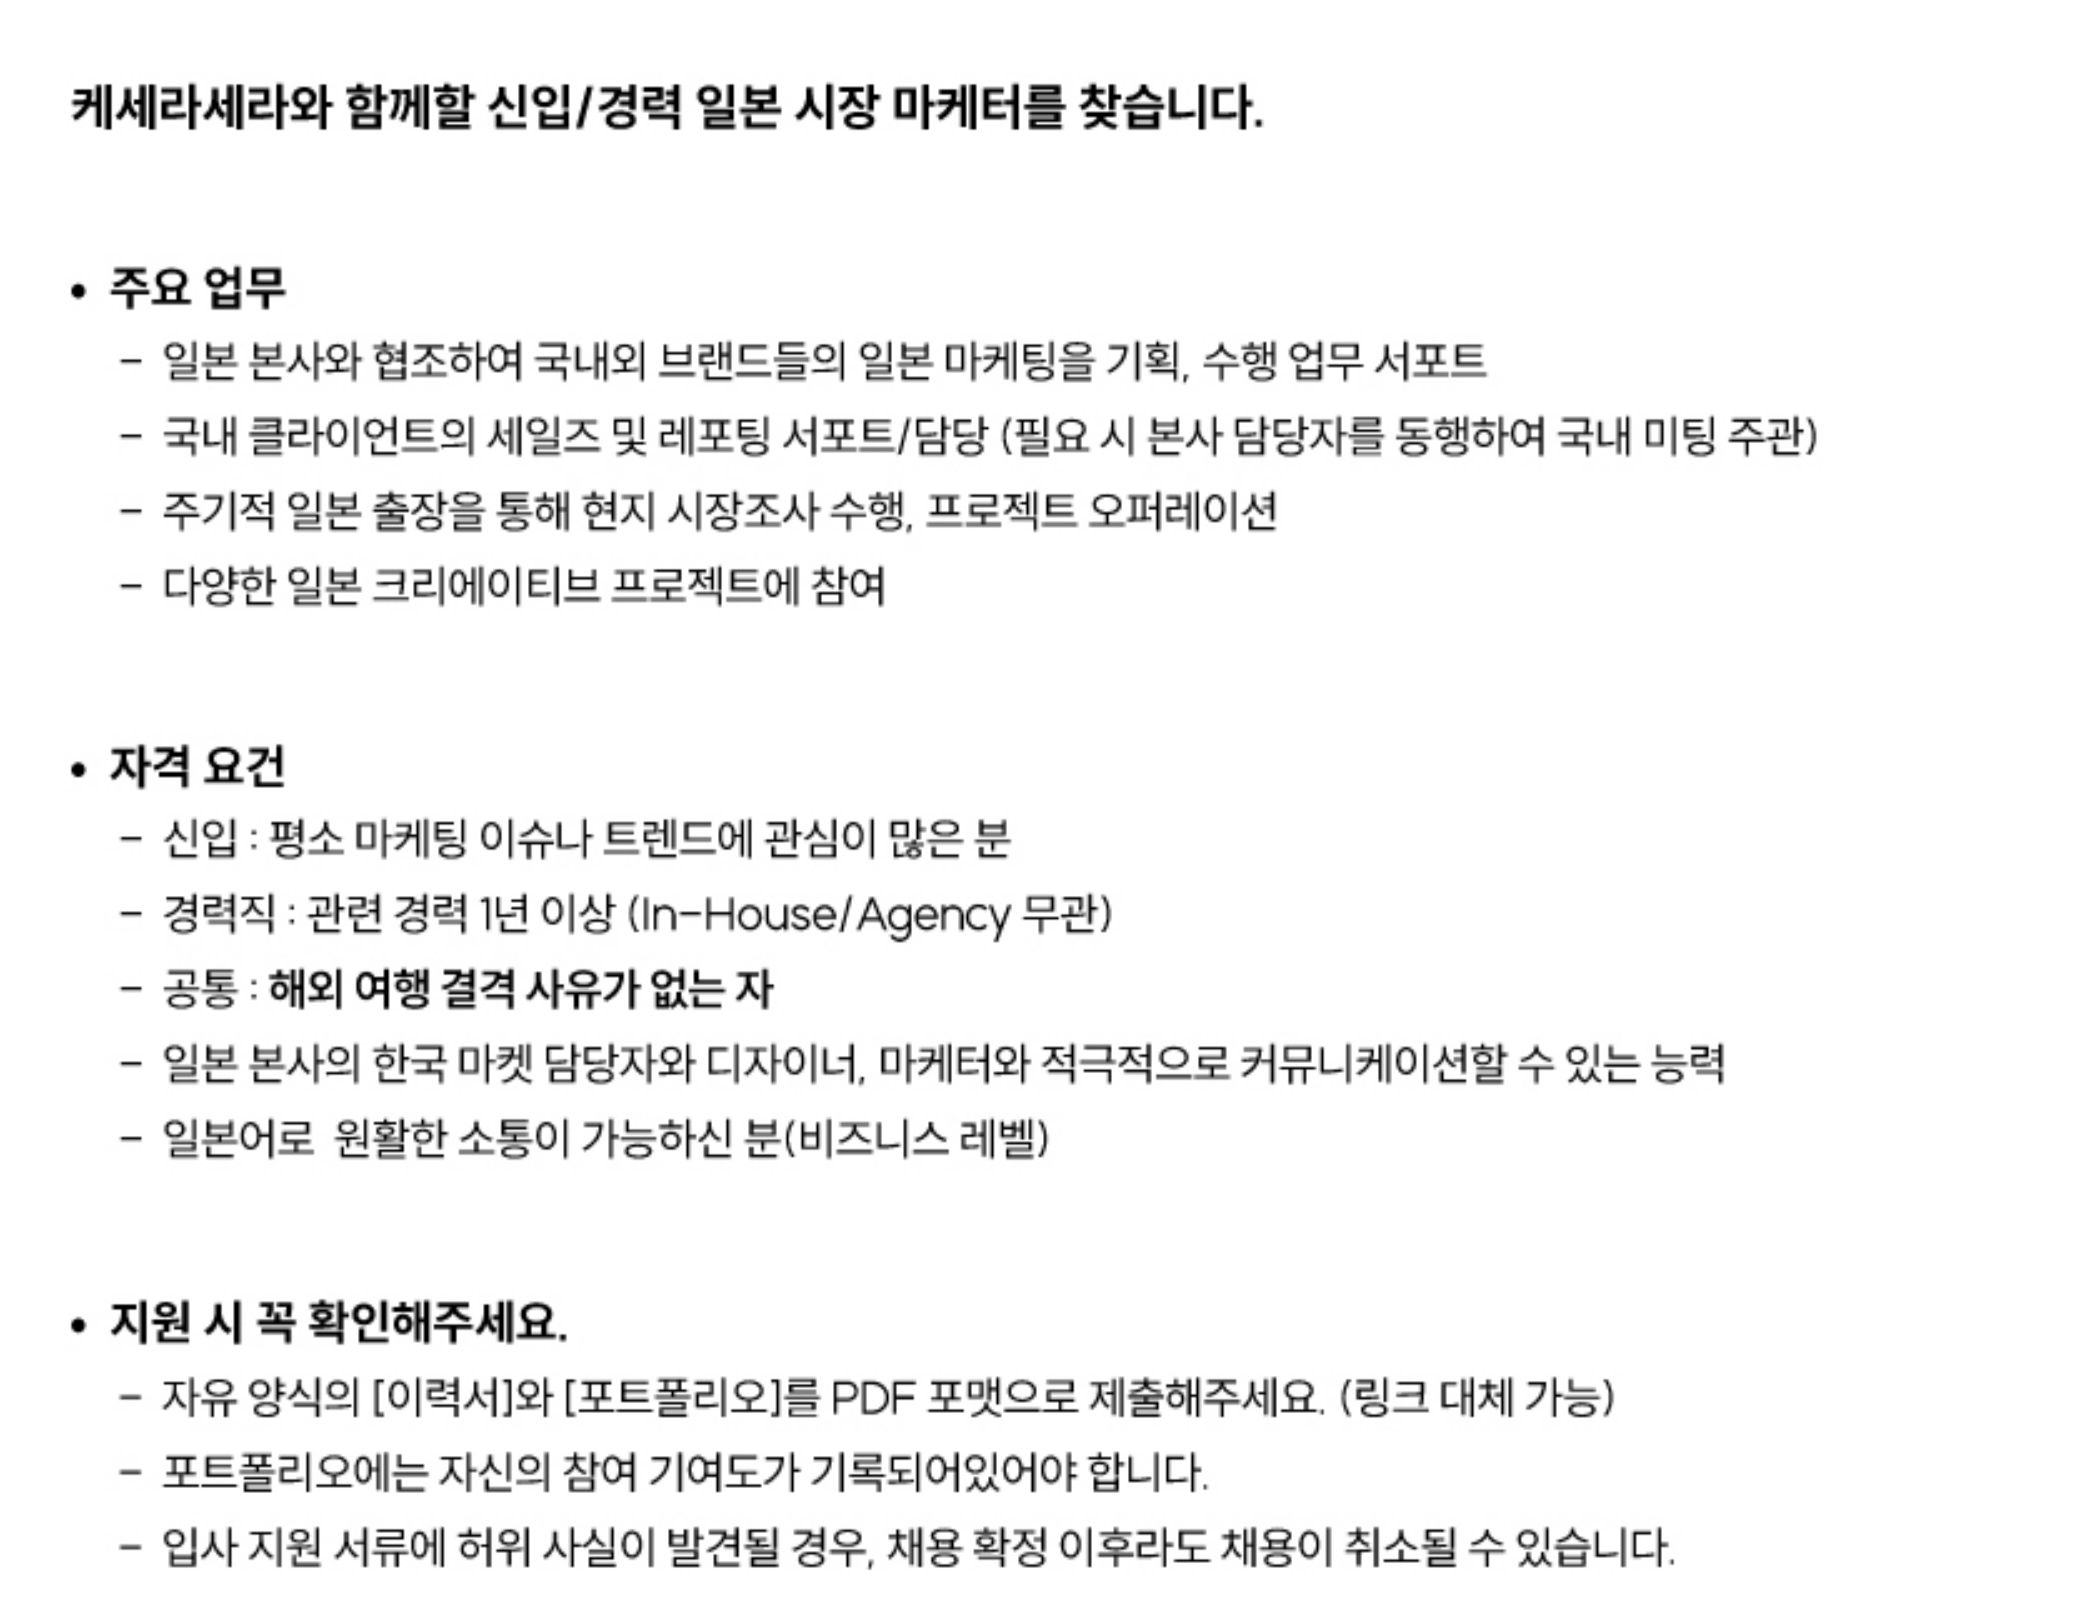 케세라세라와 함께할 신입/경력 일본 시장 마케터를 찾습니다.
• 주요 업무
– 일본 본사와 협조하여 국내외 브랜드들의 일본 마케팅을 기획, 수행 업무 서포트
– 국내 클라이언트의 세일즈 및 레포팅 서포트/담당 (필요 시 본사 담당자를 동행하여 국내 미팅 주관)
– 주기적 일본 출장을 통해 현지 시장조사 수행, 프로젝트 오퍼레이션
– 다양한 일본 크리에이티브 프로젝트에 참여
• 자격 요건
– 신입 : 평소 마케팅 이슈나 트렌드에 관심이 많은 분
– 경력직 : 관련 경력 1년 이상 (In-House/Agency 무관)
– 공통 : 해외 여행 결격 사유가 없는 자
– 일본 본사의 한국 마켓 담당자와 디자이너, 마케터와 적극적으로 커뮤니케이션할 수 있는 능력
– 일본어로  원활한 소통이 가능하신 분(비즈니스 레벨)
• 지원 시 꼭 확인해주세요.
– 자유 양식의 [이력서]와 [포트폴리오]를 PDF 포맷으로 제출해주세요. (링크 대체 가능)
– 포트폴리오에는 자신의 참여 기여도가 기록되어있어야 합니다.
– 입사 지원 서류에 허위 사실이 발견될 경우, 채용 확정 이후라도 채용이 취소될 수 있습니다.